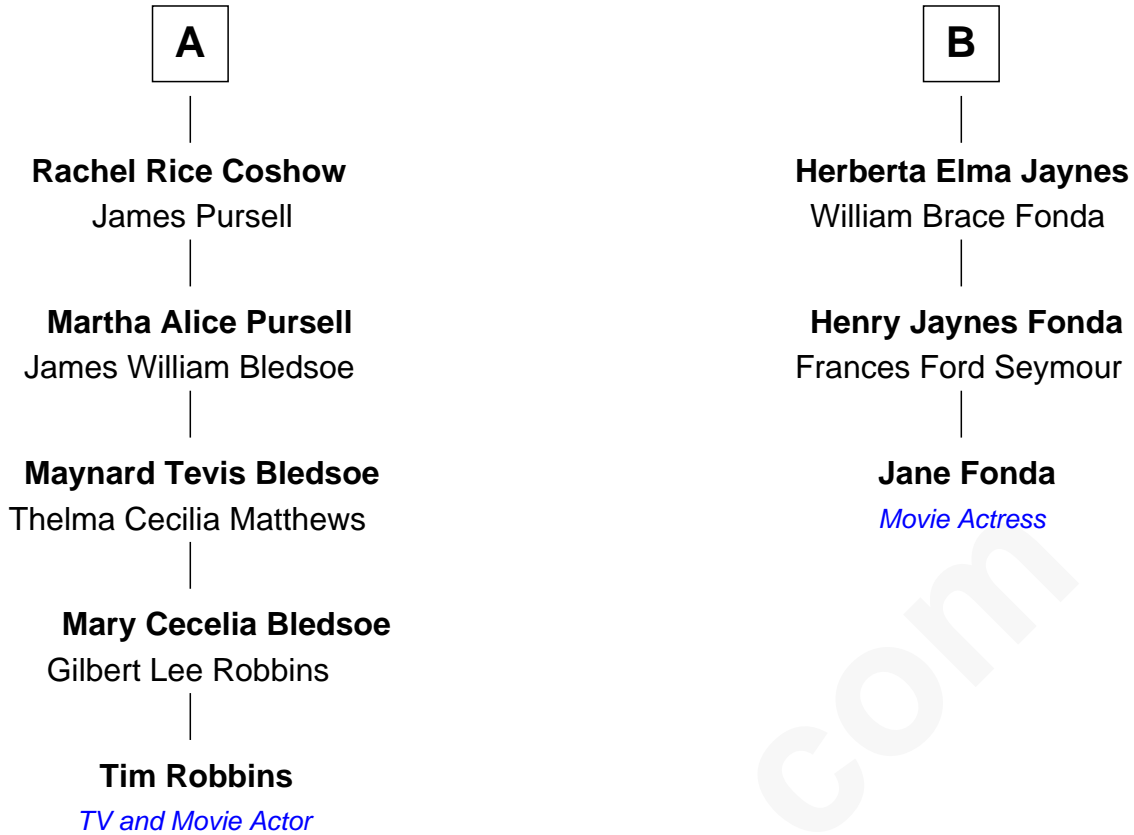 A
Rachel Rice Coshow
James Pursell
Martha Alice Pursell
James William Bledsoe
Maynard Tevis Bledsoe
Thelma Cecilia Matthews
Mary Cecelia Bledsoe
Gilbert Lee Robbins
Tim Robbins
TV and Movie Actor
B
Herberta Elma Jaynes
William Brace Fonda
Henry Jaynes Fonda
Frances Ford Seymour
Jane Fonda
Movie Actress
com